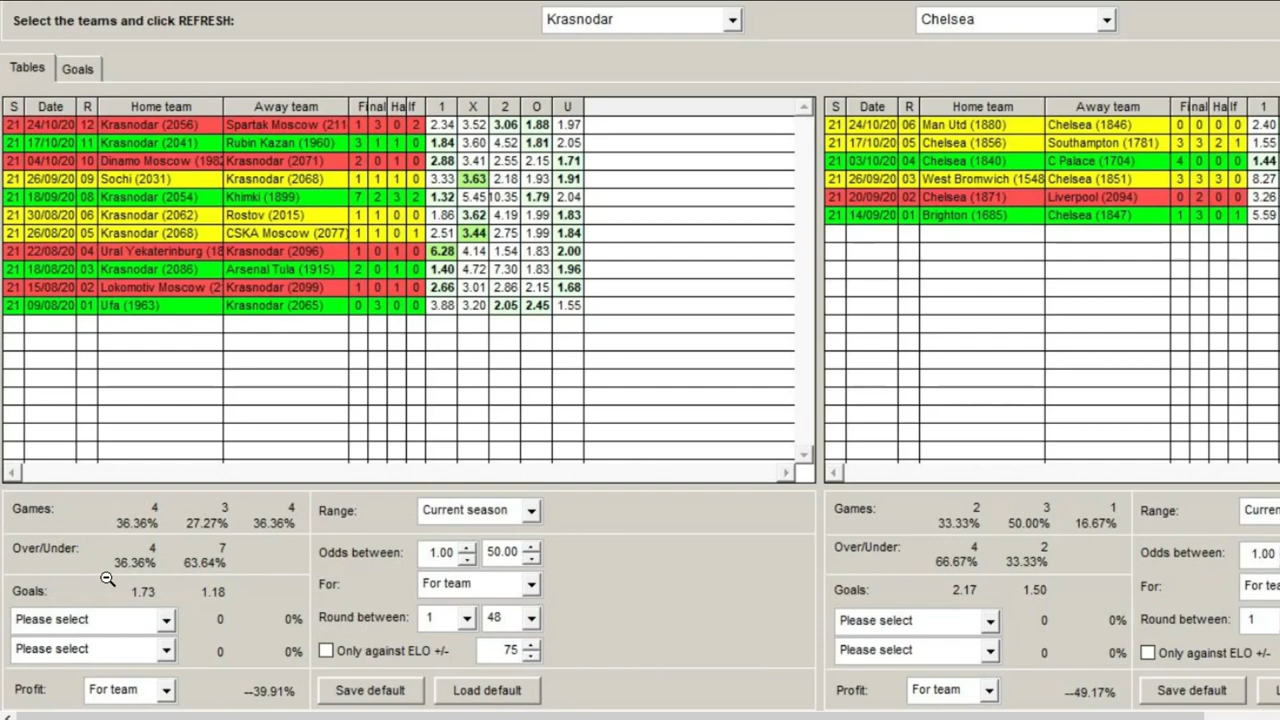 Select the teams and click REFRESH: Krasnodar Chelsea
Tables Goals
S Date R Home team Away team Final Half 1 X 2 O U
21 24/10/20 12 Krasnodar (2056) Spartak Moscow (211 1 3 0 2 2.34 3.52 3.06 1.88 1.97
21 17/10/20 11 Krasnodar (2041) Rubin Kazan (1960) 3 1 1 0 1.84 3.60 4.52 1.81 2.05
21 04/10/20 10 Dinamo Moscow (1982 Krasnodar (2071) 2 0 1 0 2.88 3.41 2.55 2.15 1.71
21 26/09/20 09 Sochi (2031) Krasnodar (2068) 1 1 1 0 3.33 3.63 2.18 1.93 1.91
21 18/09/20 08 Krasnodar (2054) Khimki (1899) 7 2 3 2 1.32 5.45 10.35 1.79 2.04
21 30/08/20 06 Krasnodar (2062) Rostov (2015) 1 1 0 0 1.86 3.62 4.19 1.99 1.83
21 26/08/20 05 Krasnodar (2068) CSKA Moscow (2077) 1 1 0 1 2.51 3.44 2.75 1.99 1.84
21 22/08/20 04 Ural Yekaterinburg (18 Krasnodar (2096) 1 0 1 0 6.28 4.14 1.54 1.83 2.00
21 18/08/20 03 Krasnodar (2086) Arsenal Tula (1915) 2 0 1 0 1.40 4.72 7.30 1.83 1.96
21 15/08/20 02 Lokomotiv Moscow (2 Krasnodar (2099) 1 0 1 0 2.66 3.01 2.86 2.15 1.68
21 09/08/20 01 Ufa (1963) Krasnodar (2065) 0 3 0 0 3.88 3.20 2.05 2.45 1.55
S Date R Home team Away team Final Half 1
21 24/10/20 06 Man Utd (1880) Chelsea (1846) 0 0 0 0 2.40
21 17/10/20 05 Chelsea (1856) Southampton (1781) 3 3 2 1 1.55
21 03/10/20 04 Chelsea (1840) C Palace (1704) 4 0 0 0 1.44
21 26/09/20 03 West Bromwich (1548 Chelsea (1851) 3 3 3 0 8.27
21 20/09/20 02 Chelsea (1871) Liverpool (2094) 0 2 0 0 3.26
21 14/09/20 01 Brighton (1685) Chelsea (1847) 1 3 0 1 5.59
Games: 4 3 4
36.36% 27.27% 36.36%
Over/Under: 4 7
36.36% 63.64%
Goals: 1.73 1.18
Please select 0 0%
Please select 0 0%
Profit: For team --39.91%
Range: Current season
Odds between: 1.00 50.00
For: For team
Round between: 1 48
Only against ELO +/- 75
Save default Load default
Games: 2 3 1
33.33% 50.00% 16.67%
Over/Under: 4 2
66.67% 33.33%
Goals: 2.17 1.50
Please select 0 0%
Please select 0 0%
Profit: For team --49.17%
Range: Curren
Odds between: 1.00
For: For tea
Round between: 1
Only against ELO +/-
Save default L